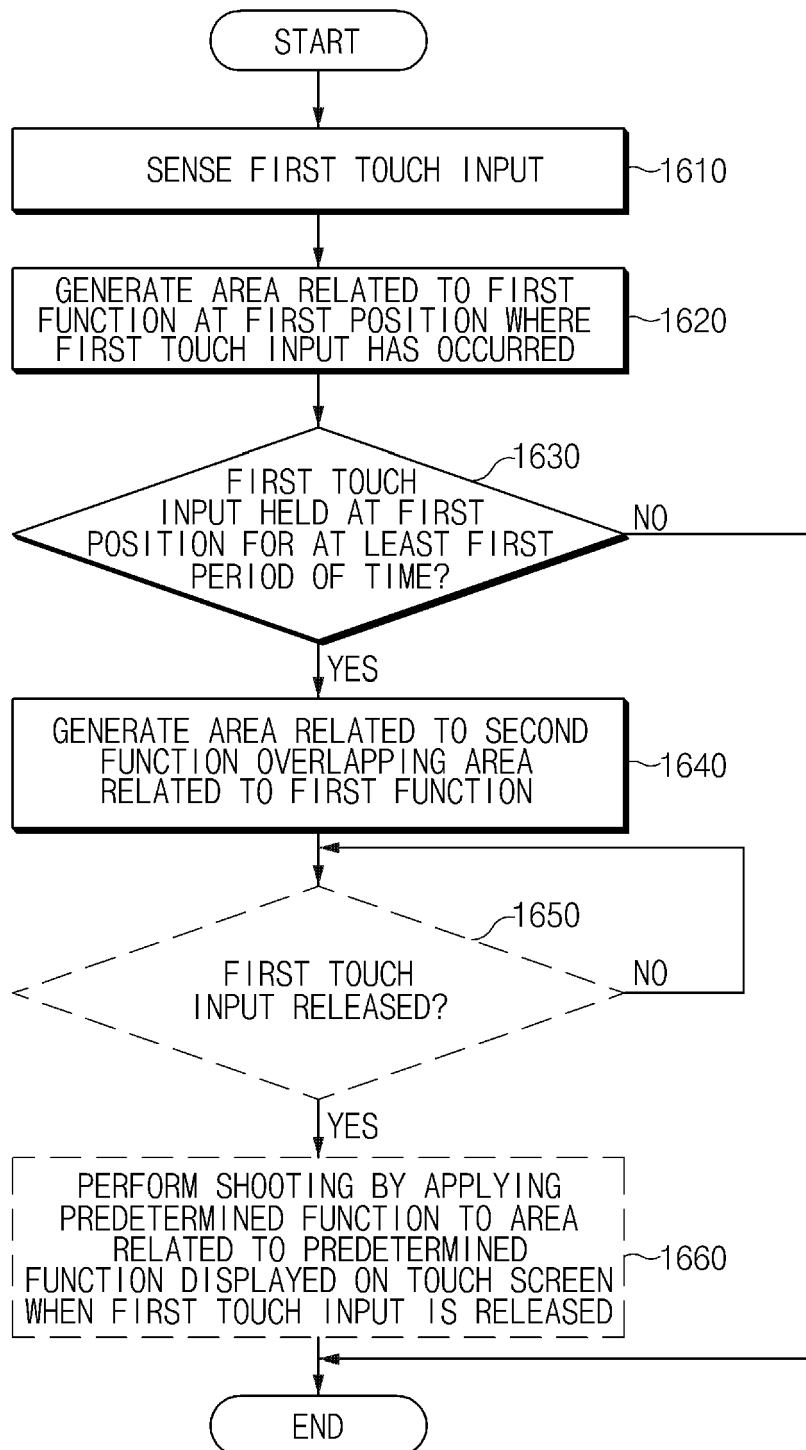 START
SENSE FIRST TOUCH INPUT
1610
GENERATE AREA RELATED TO FIRST
FUNCTION AT FIRST POSITION WHERE
FIRST TOUCH INPUT HAS OCCURRED
1620
1630
FIRST TOUCH
INPUT HELD AT FIRST
POSITION FOR AT LEAST FIRST
PERIOD OF TIME?
NO
YES
GENERATE AREA RELATED TO SECOND
FUNCTION OVERLAPPING AREA
RELATED TO FIRST FUNCTION
1640
1650
FIRST TOUCH
INPUT RELEASED?
NO
YES
PERFORM SHOOTING BY APPLYING
PREDETERMINED FUNCTION TO AREA
RELATED TO PREDETERMINED
FUNCTION DISPLAYED ON TOUCH SCREEN
WHEN FIRST TOUCH INPUT IS RELEASED
1660
END